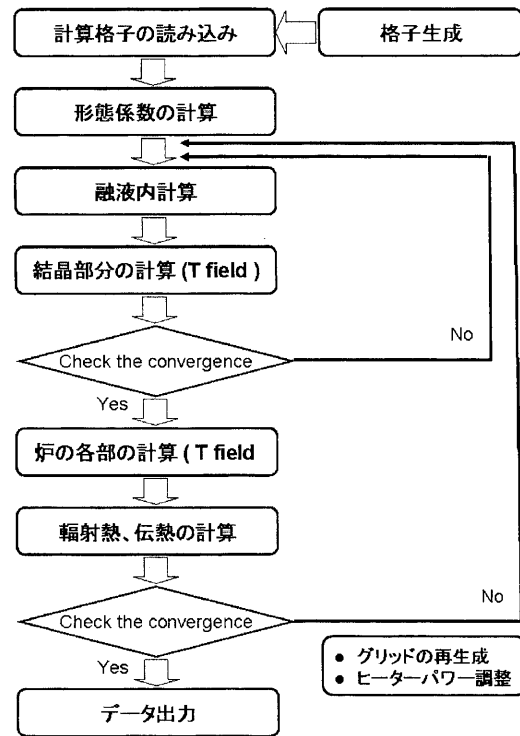 計算格子の読み込み
格子生成
形態係数の計算
融液内計算
結晶部分の計算 (T field )
No
Check the convergence
Yes
炉の各部の計算 ( T field
輻射熱、伝熱の計算
No
Check the convergence
Yes
● グリッドの再生成
● ヒーターパワー調整
データ出力